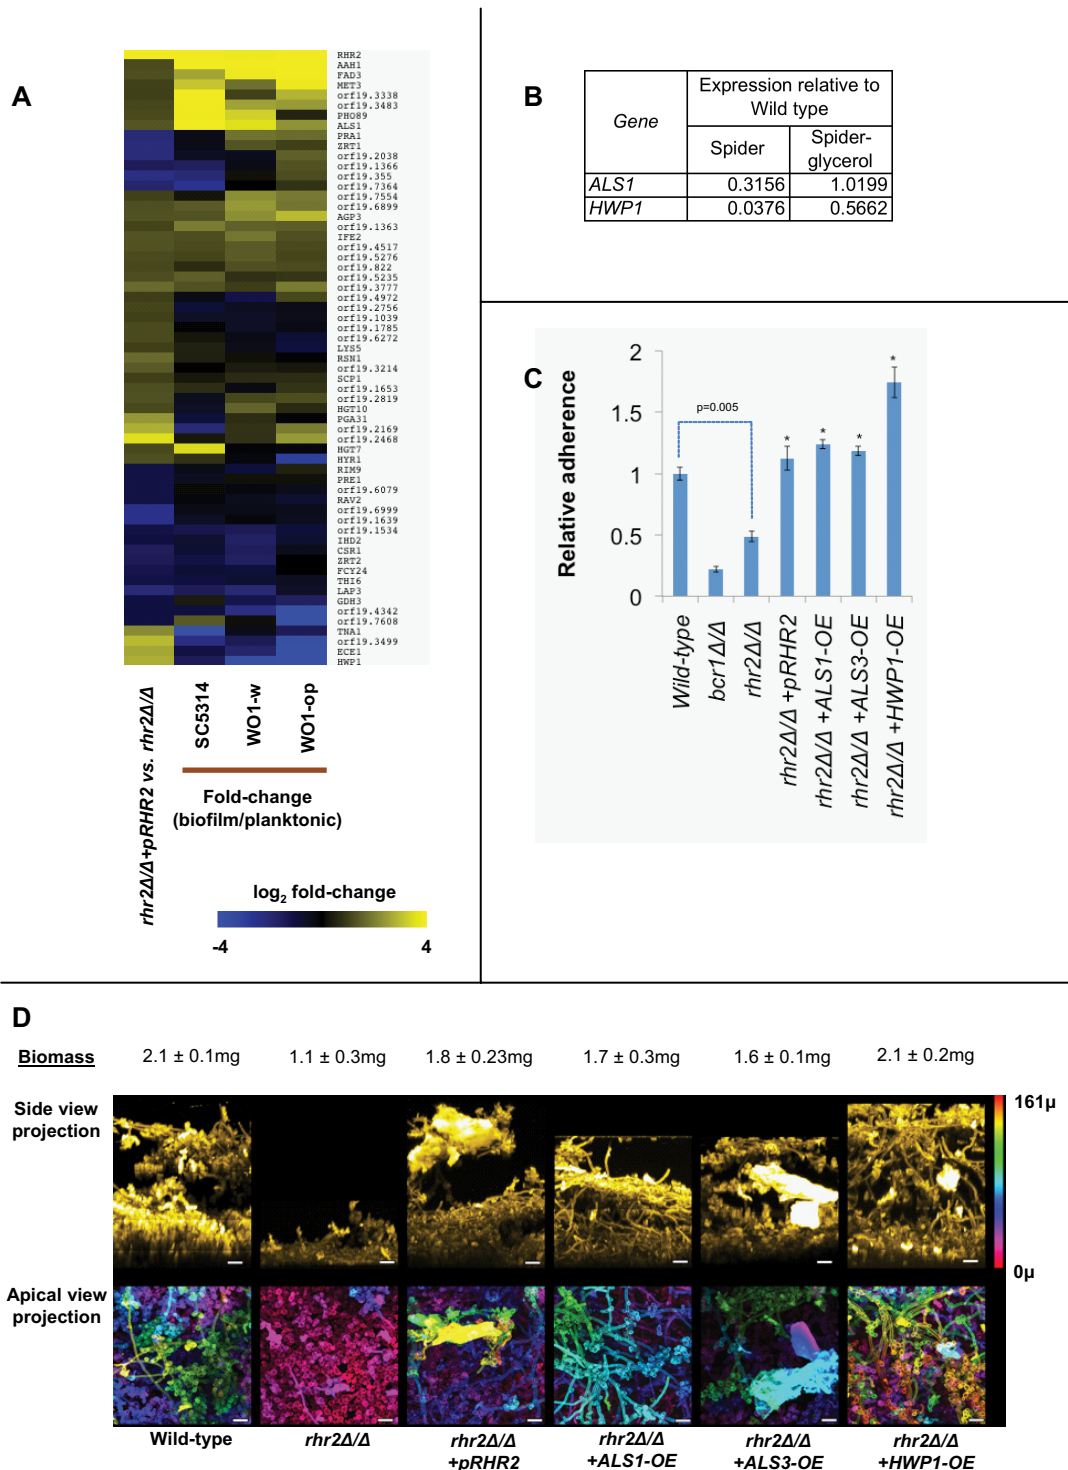 A
RHR2
AAH1
FAD3
MET3
orf19.3338
orf19.3483
PHO89
ALS1
PRA1
ZRT1
orf19.2038
orf19.1366
orf19.355
orf19.7364
orf19.7554
orf19.6899
AGP3
orf19.1363
IFE2
orf19.4517
orf19.5276
orf19.822
orf19.5235
orf19.3777
orf19.4972
orf19.2756
orf19.1039
orf19.1785
orf19.6272
LYS5
RSN1
orf19.3214
SCP1
orf19.1653
orf19.2819
HGT10
PGA31
orf19.2169
orf19.2468
HGT7
HYR1
RIM9
PRE1
orf19.6079
RAV2
orf19.6999
orf19.1639
orf19.1534
IHD2
CSR1
ZRT2
FCY24
THI6
LAP3
GDH3
orf19.4342
orf19.7608
TNA1
orf19.3499
ECE1
HWP1
rhr2Δ/Δ+pRHR2 vs. rhr2Δ/Δ
SC5314
WO1-w
WO1-op
Fold-change
(biofilm/planktonic)
log2 fold-change
-4 4
B
Gene
Expression relative to
Wild type
Spider
Spider-
glycerol
ALS1 0.3156 1.0199
HWP1 0.0376 0.5662
C
Relative adherence
2
1.5
1
0.5
0
p=0.005
*
*
*
*
Wild-type
bcr1Δ/Δ
rhr2Δ/Δ
rhr2Δ/Δ +pRHR2
rhr2Δ/Δ +ALS1-OE
rhr2Δ/Δ +ALS3-OE
rhr2Δ/Δ +HWP1-OE
D
Biomass 2.1 ± 0.1mg 1.1 ± 0.3mg 1.8 ± 0.23mg 1.7 ± 0.3mg 1.6 ± 0.1mg 2.1 ± 0.2mg
Side view
projection
161µ
0µ
Apical view
projection
Wild-type
rhr2Δ/Δ
rhr2Δ/Δ
+pRHR2
rhr2Δ/Δ
+ALS1-OE
rhr2Δ/Δ
+ALS3-OE
rhr2Δ/Δ
+HWP1-OE